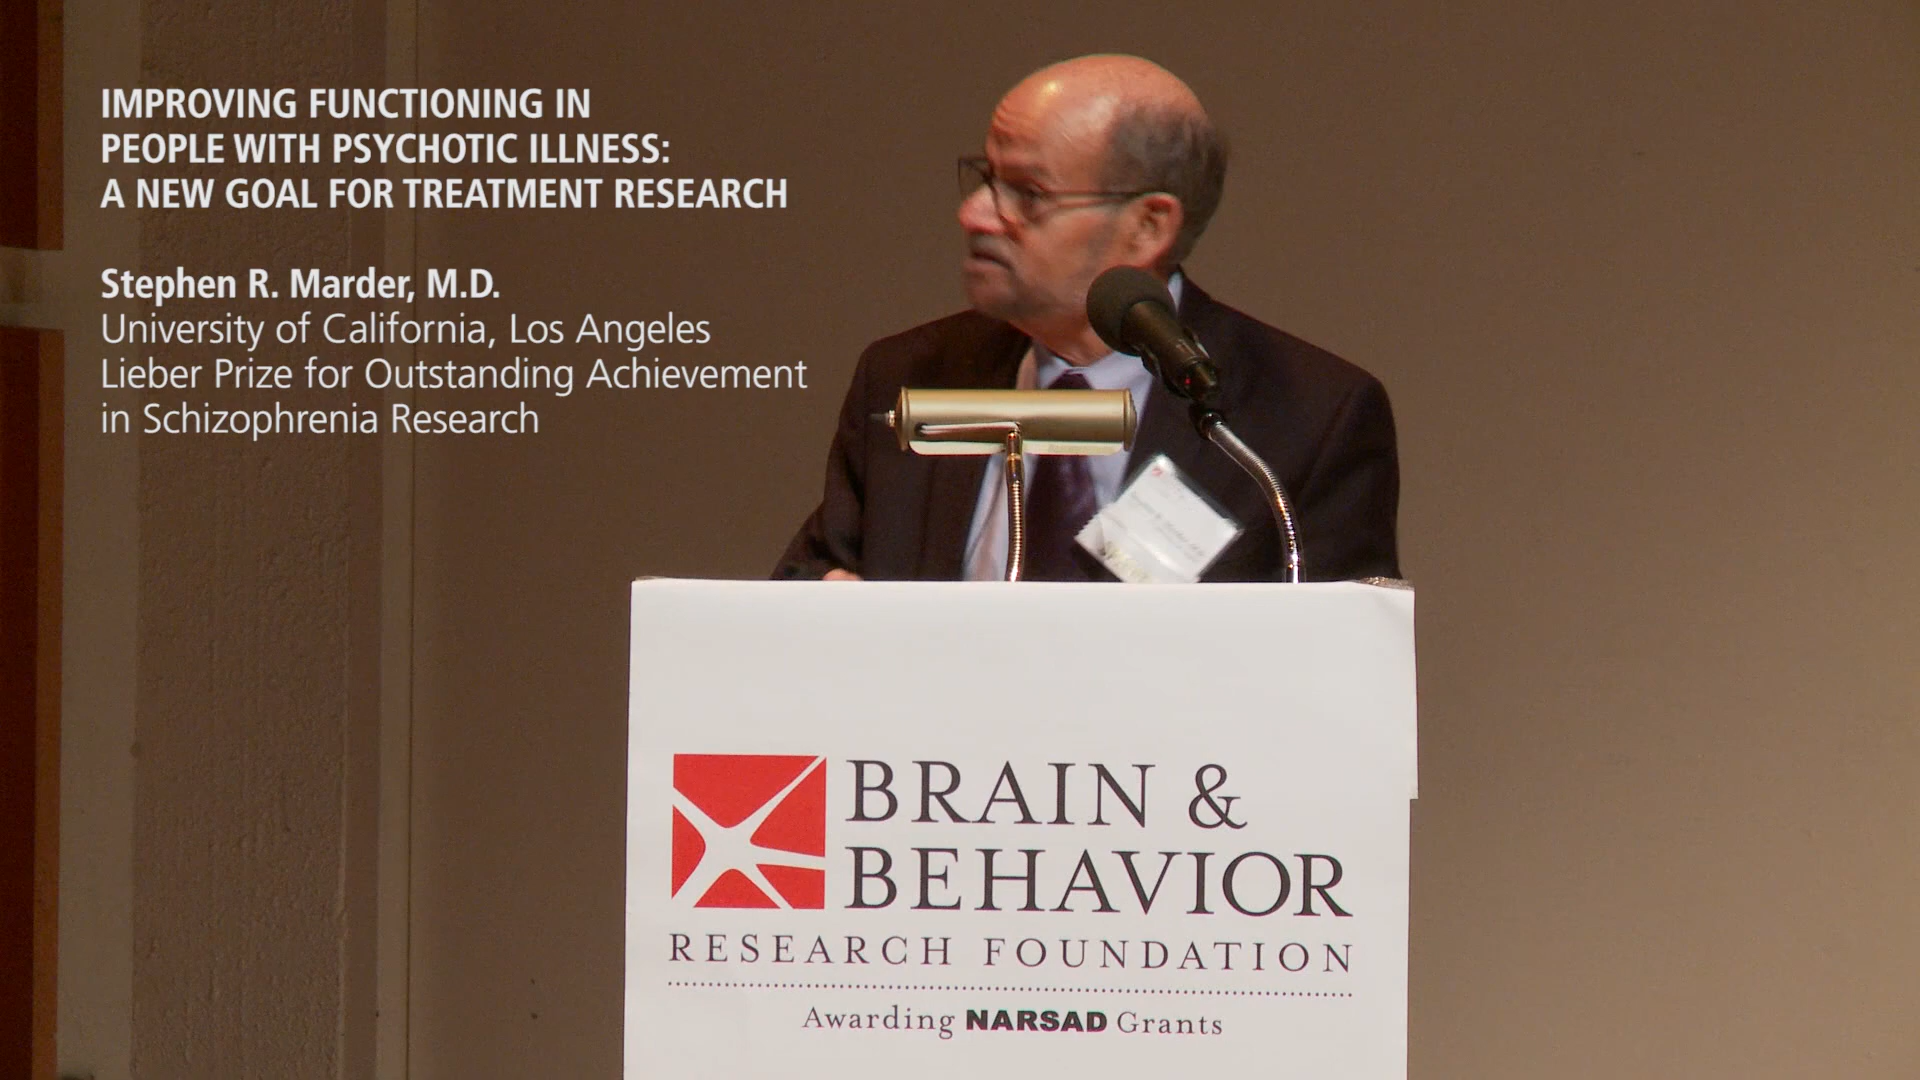 IMPROVING FUNCTIONING IN
PEOPLE WITH PSYCHOTIC ILLNESS:
A NEW GOAL FOR TREATMENT RESEARCH
Stephen R. Marder, M.D.
University of California, Los Angeles
Lieber Prize for Outstanding Achievement
in Schizophrenia Research
BRAIN &
BEHAVIOR
RESEARCH FOUNDATION
Awarding NARSAD Grants